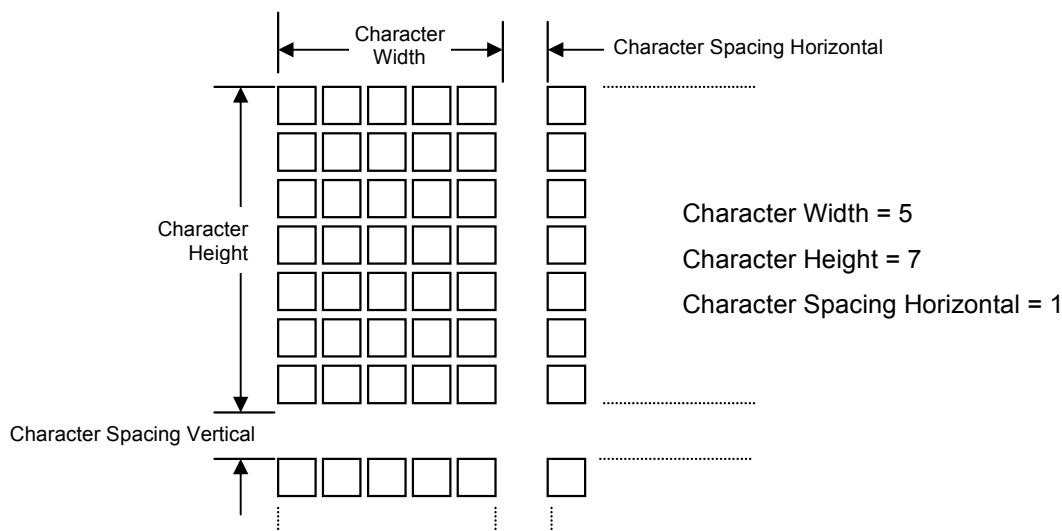 Character
Width
Character Spacing Horizontal
Character
Height
Character Width = 5
Character Height = 7
Character Spacing Horizontal = 1
Character Spacing Vertical